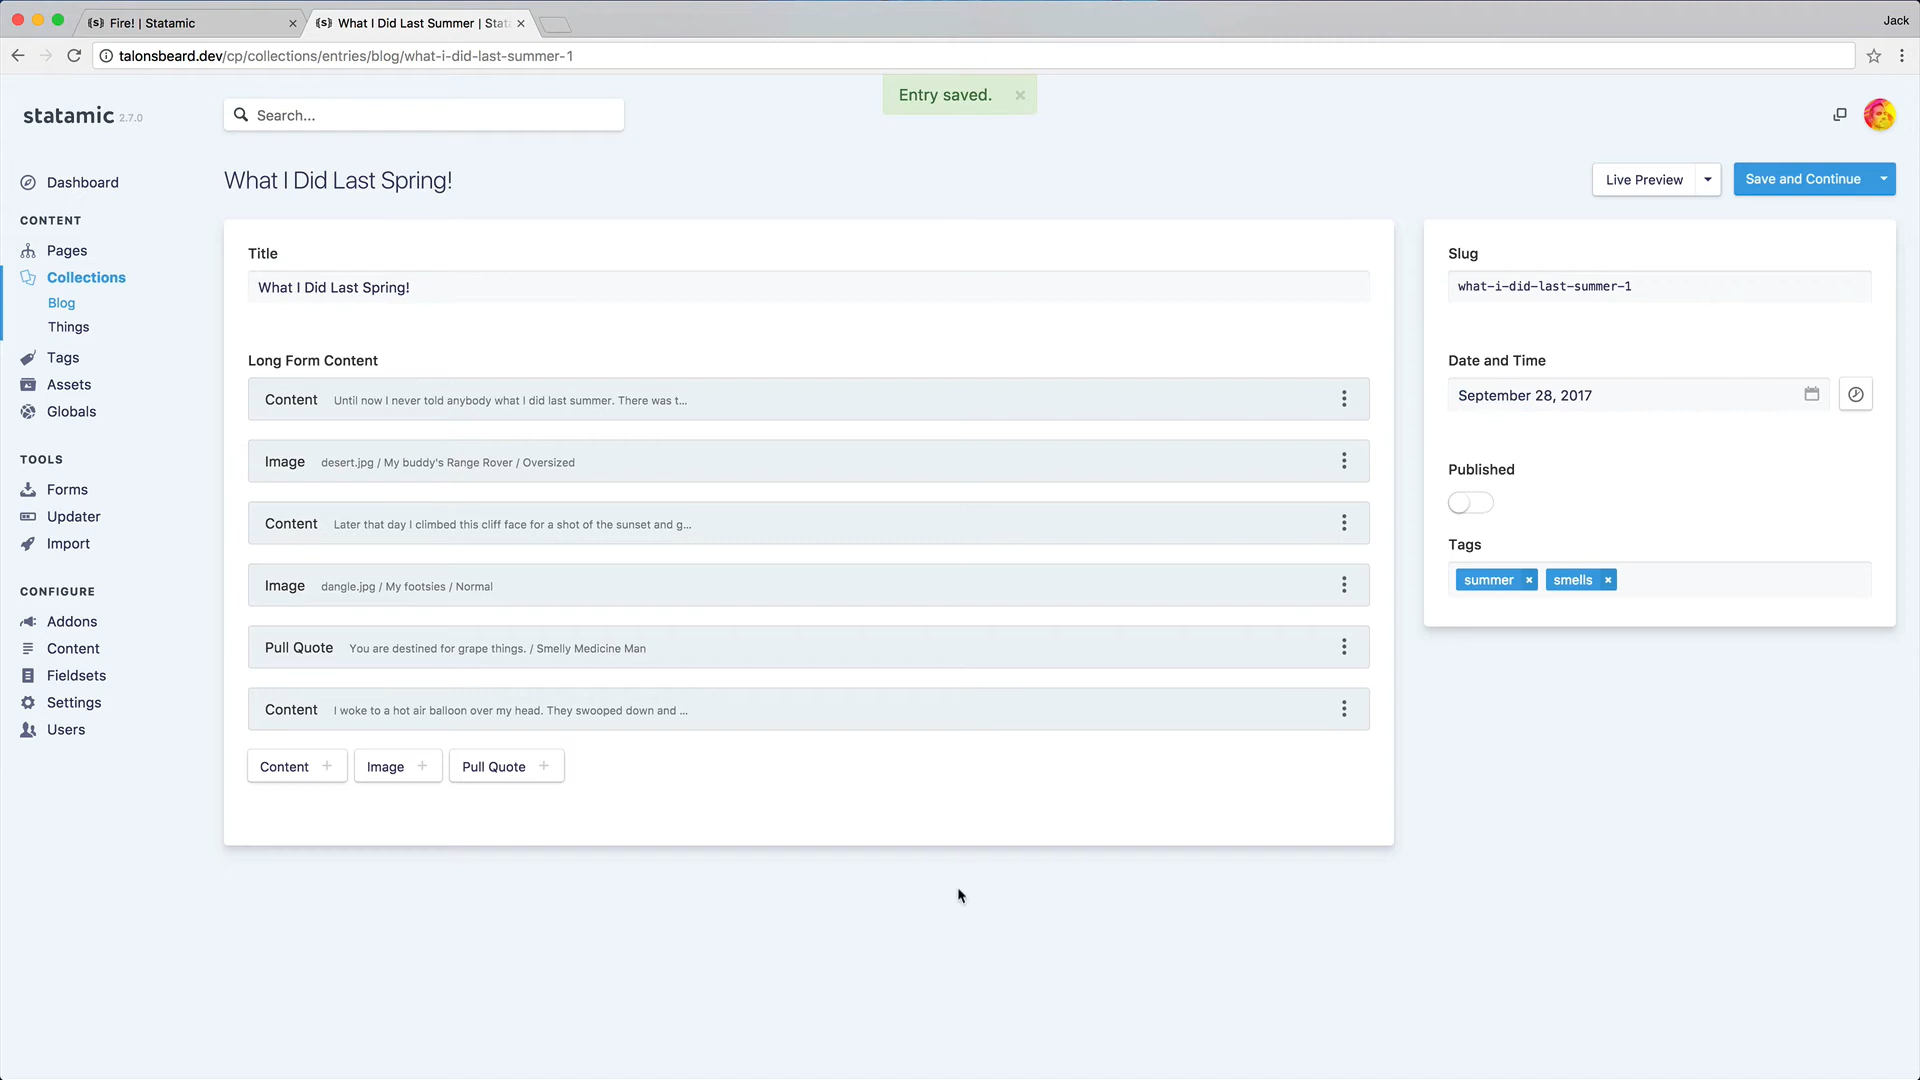 Fire! | Statamic
What I Did Last Summer | Stat
Jack
talonsbeard.dev/cp/collections/entries/blog/what-i-did-last-summer-1
Entry saved.
statamic 2.7.0
Search...
Dashboard
CONTENT
Pages
Collections
Blog
Things
Tags
Assets
Globals
TOOLS
Forms
Updater
Import
CONFIGURE
Addons
Content
Fieldsets
Settings
Users
What I Did Last Spring!
Live Preview
Save and Continue
Title
What I Did Last Spring!
Long Form Content
Content Until now I never told anybody what I did last summer. There was t...
Image desert.jpg / My buddy's Range Rover / Oversized
Content Later that day I climbed this cliff face for a shot of the sunset and g...
Image dangle.jpg / My footsies / Normal
Pull Quote You are destined for grape things. / Smelly Medicine Man
Content I woke to a hot air balloon over my head. They swooped down and ...
Content + Image + Pull Quote +
Slug
what-i-did-last-summer-1
Date and Time
September 28, 2017
Published
Tags
summer × smells ×